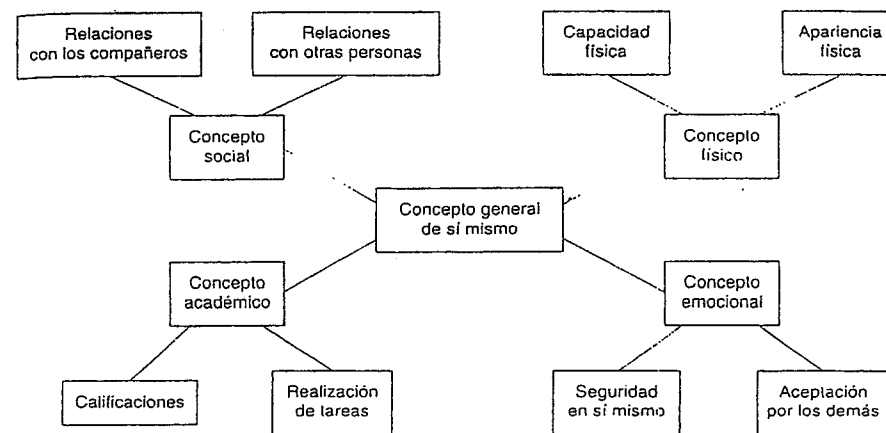 Relaciones
con los compañeros
Relaciones
con otras personas
Capacidad
física
Apariencia
física
Concepto
social
Concepto
físico
Concepto general
de sí mismo
Concepto
académico
Concepto
emocional
Calificaciones
Realización
de tareas
Seguridad
en sí mismo
Aceptación
por los demás